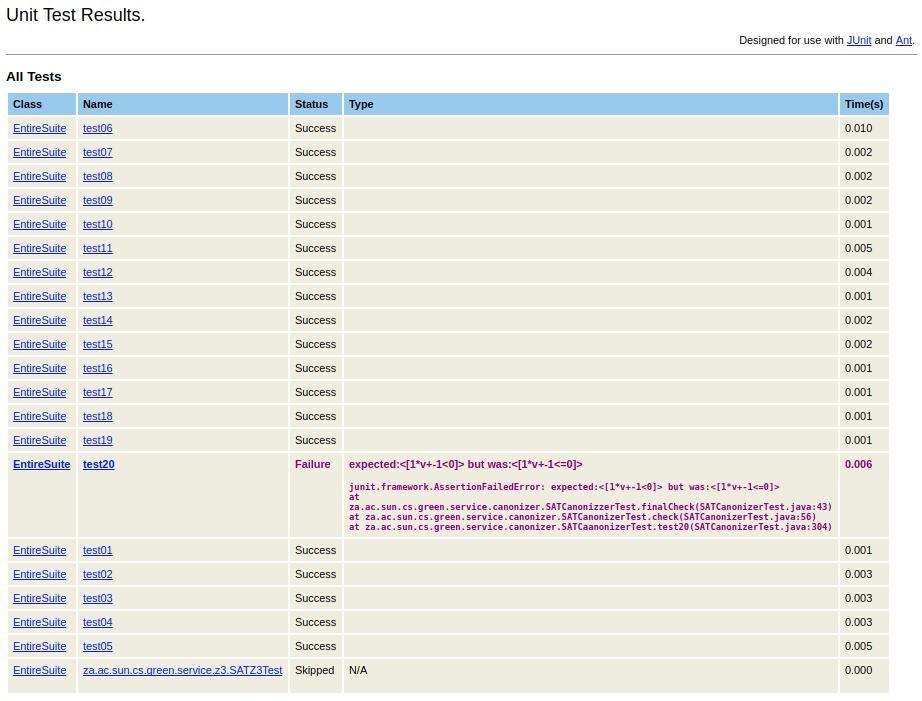 Unit Test Results.
Designed for use with JUnit and Ant.
All Tests
Class Name Status Type Time(s)
EntireSuite test06 Success 0.010
EntireSuite test07 Success 0.002
EntireSuite test08 Success 0.002
EntireSuite test09 Success 0.002
EntireSuite test10 Success 0.001
EntireSuite test11 Success 0.005
EntireSuite test12 Success 0.004
EntireSuite test13 Success 0.001
EntireSuite test14 Success 0.002
EntireSuite test15 Success 0.002
EntireSuite test16 Success 0.001
EntireSuite test17 Success 0.001
EntireSuite test18 Success 0.001
EntireSuite test19 Success 0.001
EntireSuite test20 Failure expected:<[1*v+-1<0]> but was:<[1*v+-1<=0]> 0.006
junit.framework.AssertionFailedError: expected:<[1*v+-1<0]> but was:<[1*v+-1<=0]>
at
za.ac.sun.cs.green.service.canonizer.SATCanonizzerTest.finalCheck(SATCanonizerTest.java:43)
at za.ac.sun.cs.green.service.canonizer.SATCanonizerTest.check(SATCanonizerTest.java:56)
at za.ac.sun.cs.green.service.canonizer.SATCaanonizerTest.test20(SATCanonizerTest.java:304)
EntireSuite test01 Success 0.001
EntireSuite test02 Success 0.003
EntireSuite test03 Success 0.003
EntireSuite test04 Success 0.003
EntireSuite test05 Success 0.005
EntireSuite za.ac.sun.cs.green.service.z3.SATZ3Test Skipped N/A 0.000